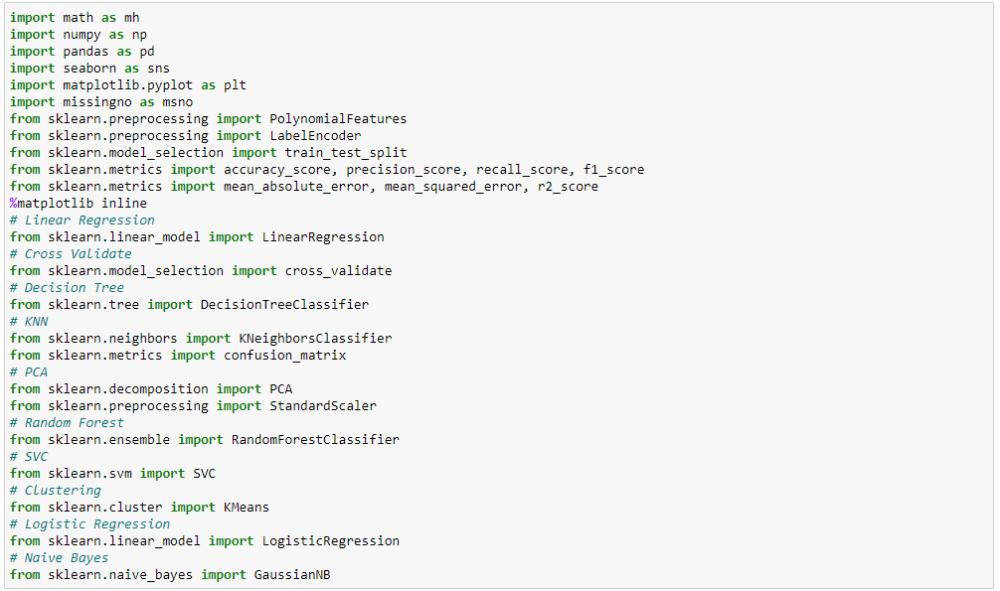 import math as mh
import numpy as np
import pandas as pd
import seaborn as sns
import matplotlib.pyplot as plt
import missingno as msno
from sklearn.preprocessing import PolynomialFeatures
from sklearn.preprocessing import LabelEncoder
from sklearn.model_selection import train_test_split
from sklearn.metrics import accuracy_score, precision_score, recall_score, f1_score
from sklearn.metrics import mean_absolute_error, mean_squared_error, r2_score
%matplotlib inline
# Linear Regression
from sklearn.linear_model import LinearRegression
# Cross Validate
from sklearn.model_selection import cross_validate
# Decision Tree
from sklearn.tree import DecisionTreeClassifier
# KNN
from sklearn.neighbors import KNeighborsClassifier
from sklearn.metrics import confusion_matrix
# PCA
from sklearn.decomposition import PCA
from sklearn.preprocessing import StandardScaler
# Random Forest
from sklearn.ensemble import RandomForestClassifier
# SVC
from sklearn.svm import SVC
# Clustering
from sklearn.cluster import KMeans
# Logistic Regression
from sklearn.linear_model import LogisticRegression
# Naive Bayes
from sklearn.naive_bayes import GaussianNB